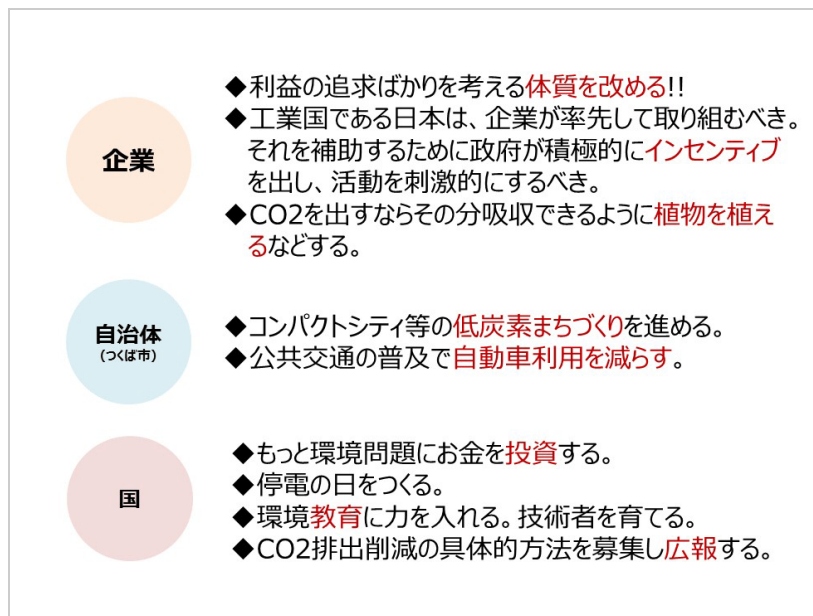 企業
◆利益の追求ばかりを考える体質を改める!!
◆工業国である日本は、企業が率先して取り組むべき。
それを補助するために政府が積極的にインセンティブ
を出し、活動を刺激的にするべき。
◆CO2を出すならその分吸収できるように植物を植え
るなどする。
自治体
(つくば市)
◆コンパクトシティ等の低炭素まちづくりを進める。
◆公共交通の普及で自動車利用を減らす。
国
◆もっと環境問題にお金を投資する。
◆停電の日をつくる。
◆環境教育に力を入れる。技術者を育てる。
◆CO2排出削減の具体的方法を募集し広報する。